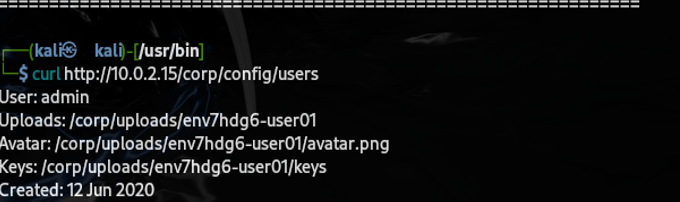 ┌──(kali㉿kali)-[/usr/bin]
└─$ curl http://10.0.2.15/corp/config/users
User: admin
Uploads: /corp/uploads/env7hdg6-user01
Avatar: /corp/uploads/env7hdg6-user01/avatar.png
Keys: /corp/uploads/env7hdg6-user01/keys
Created: 12 Jun 2020